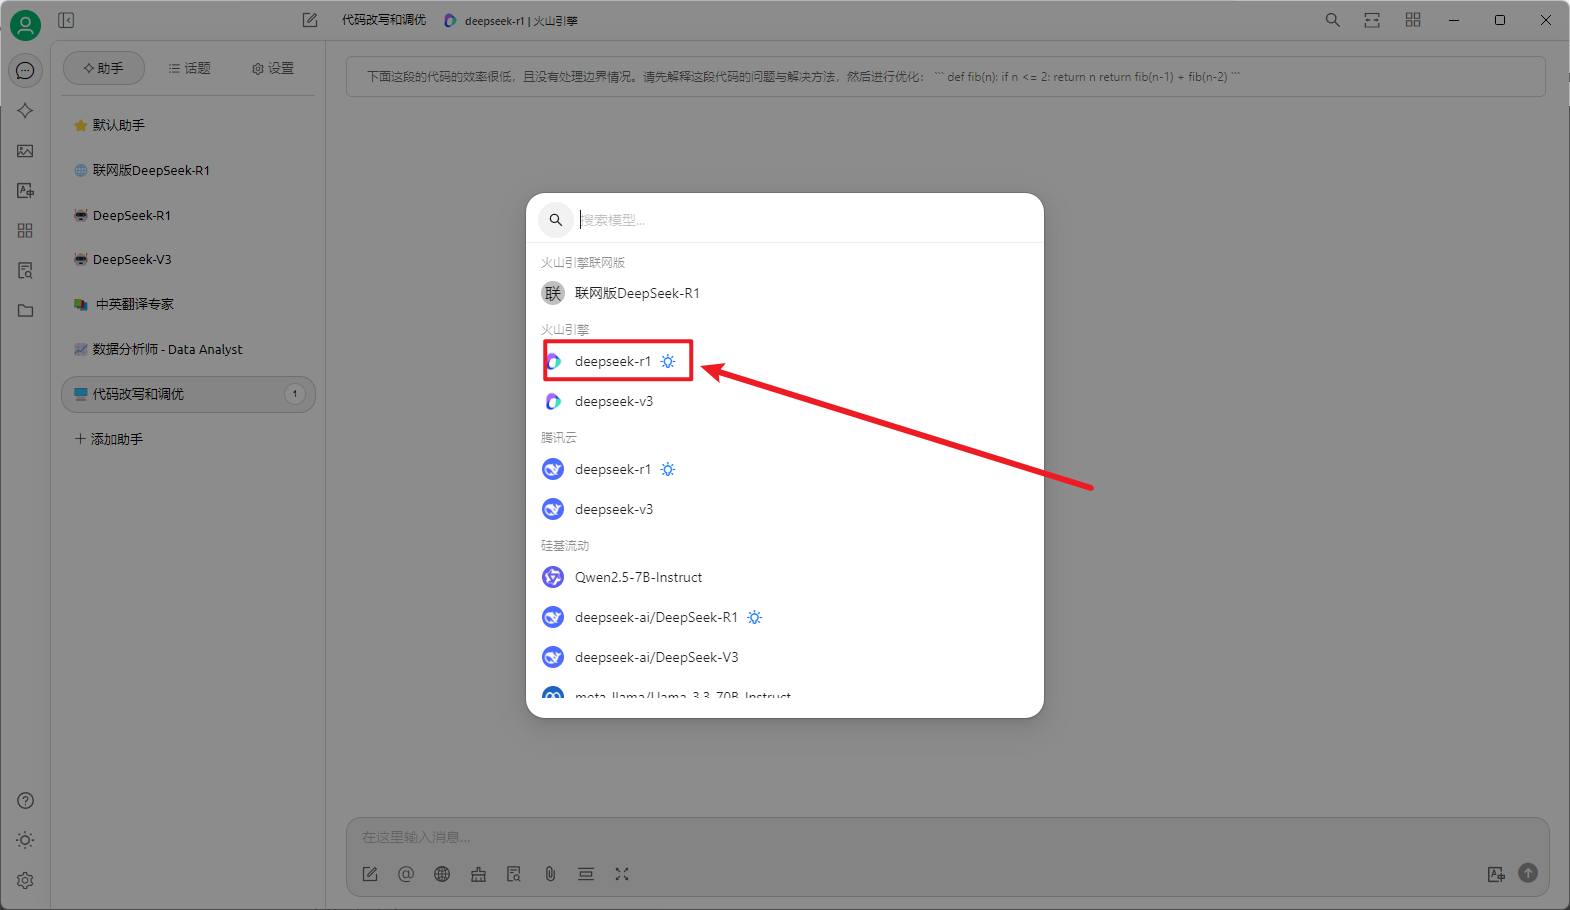 代码改写和调优
deepseek-r1 | 火山引擎
助手
话题
设置
下面这段的代码的效率很低，且没有处理边界情况。请先解释这段代码的问题与解决方法，然后进行优化： ``` def fib(n): if n <= 2: return n return fib(n-1) + fib(n-2) ```
默认助手
联网版DeepSeek-R1
DeepSeek-R1
DeepSeek-V3
中英翻译专家
数据分析师 - Data Analyst
代码改写和调优
1
添加助手
搜索模型...
火山引擎联网版
联 联网版DeepSeek-R1
火山引擎
deepseek-r1
deepseek-v3
腾讯云
deepseek-r1
deepseek-v3
硅基流动
Qwen2.5-7B-Instruct
deepseek-ai/DeepSeek-R1
deepseek-ai/DeepSeek-V3
meta-llama/Llama-3.3-70B-Instruct
在这里输入消息...